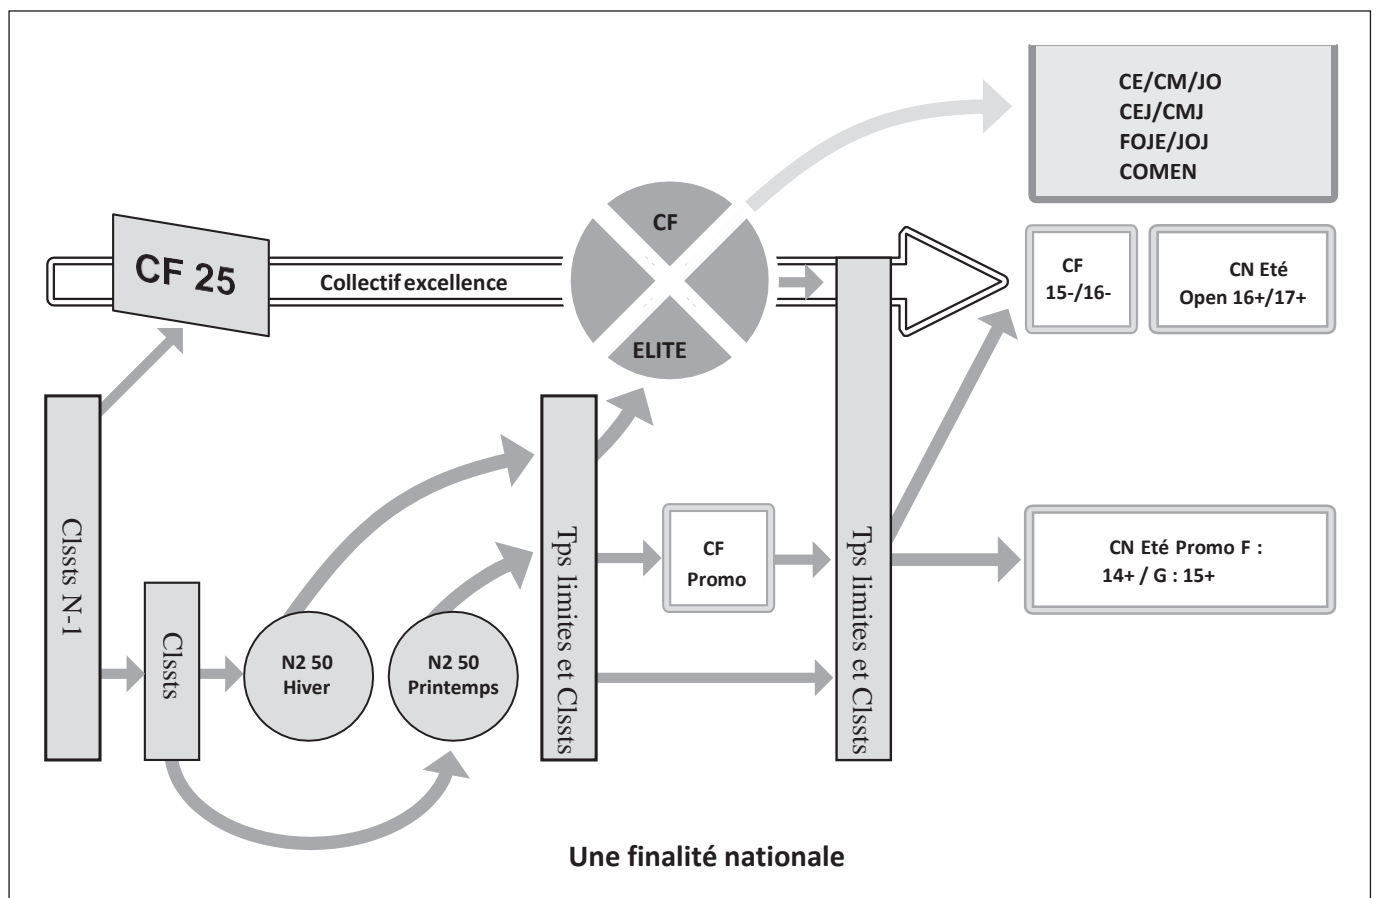 CE/CM/JO
CEJ/CMJ
FOJE/JOJ
COMEN
CF
CF 25
Collectif excellence
ELITE
CF
15-/16-
CN Eté
Open 16+/17+
Clssts N-1
Clssts
N2 50
Hiver
N2 50
Printemps
Tps limites et Clssts
CF
Promo
Tps limites et Clssts
CN Eté Promo F :
14+ / G : 15+
Une finalité nationale